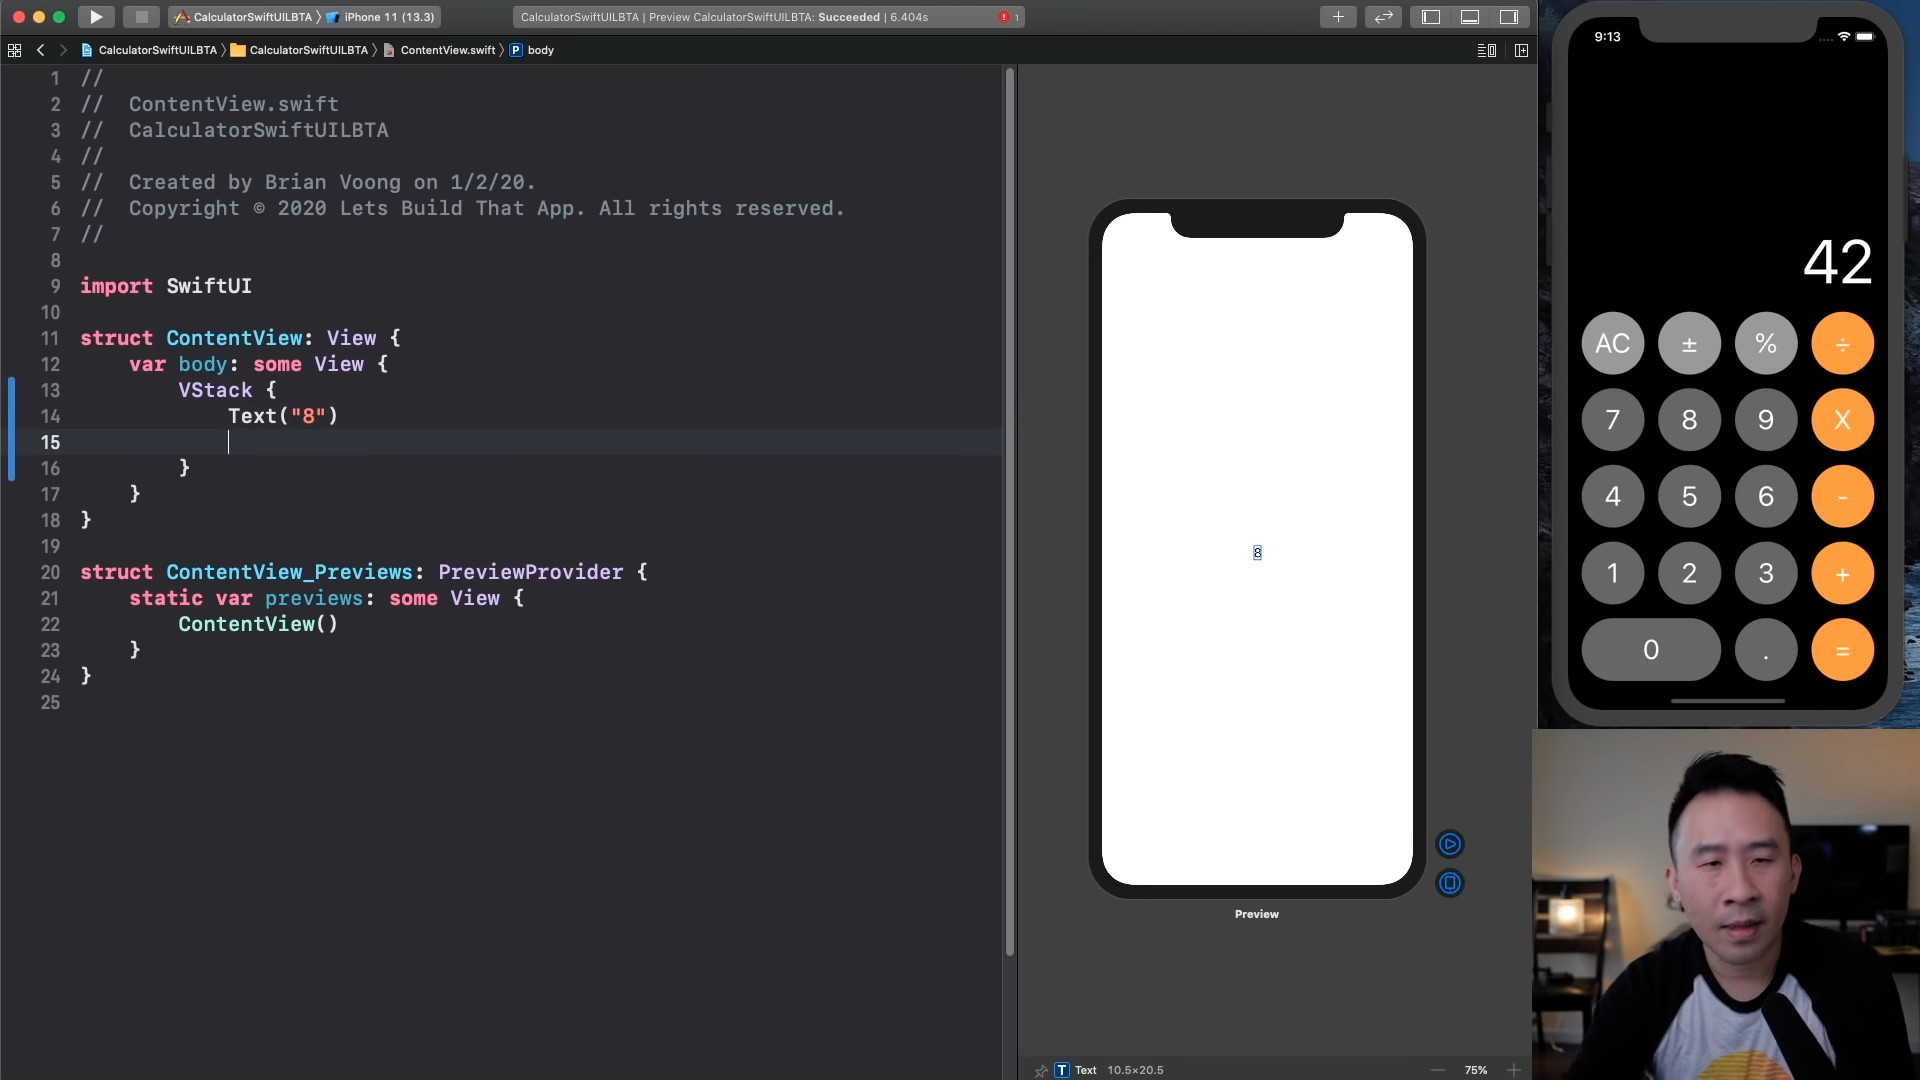 CalculatorSwiftUILBTA 〉 iPhone 11 (13.3)
CalculatorSwiftUILBTA | Preview CalculatorSwiftUILBTA: Succeeded | 6.404s
1
CalculatorSwiftUILBTA 〉 CalculatorSwiftUILBTA 〉 ContentView.swift 〉 P body
1 //
2 //  ContentView.swift
3 //  CalculatorSwiftUILBTA
4 //
5 //  Created by Brian Voong on 1/2/20.
6 //  Copyright © 2020 Lets Build That App. All rights reserved.
7 //
8
9 import SwiftUI
10
11 struct ContentView: View {
12     var body: some View {
13         VStack {
14             Text("8")
15
16         }
17     }
18 }
19
20 struct ContentView_Previews: PreviewProvider {
21     static var previews: some View {
22         ContentView()
23     }
24 }
25
8
Preview
T Text 10.5×20.5
75%
9:13
42
AC ± % ÷
7 8 9 X
4 5 6 -
1 2 3 +
0 . =